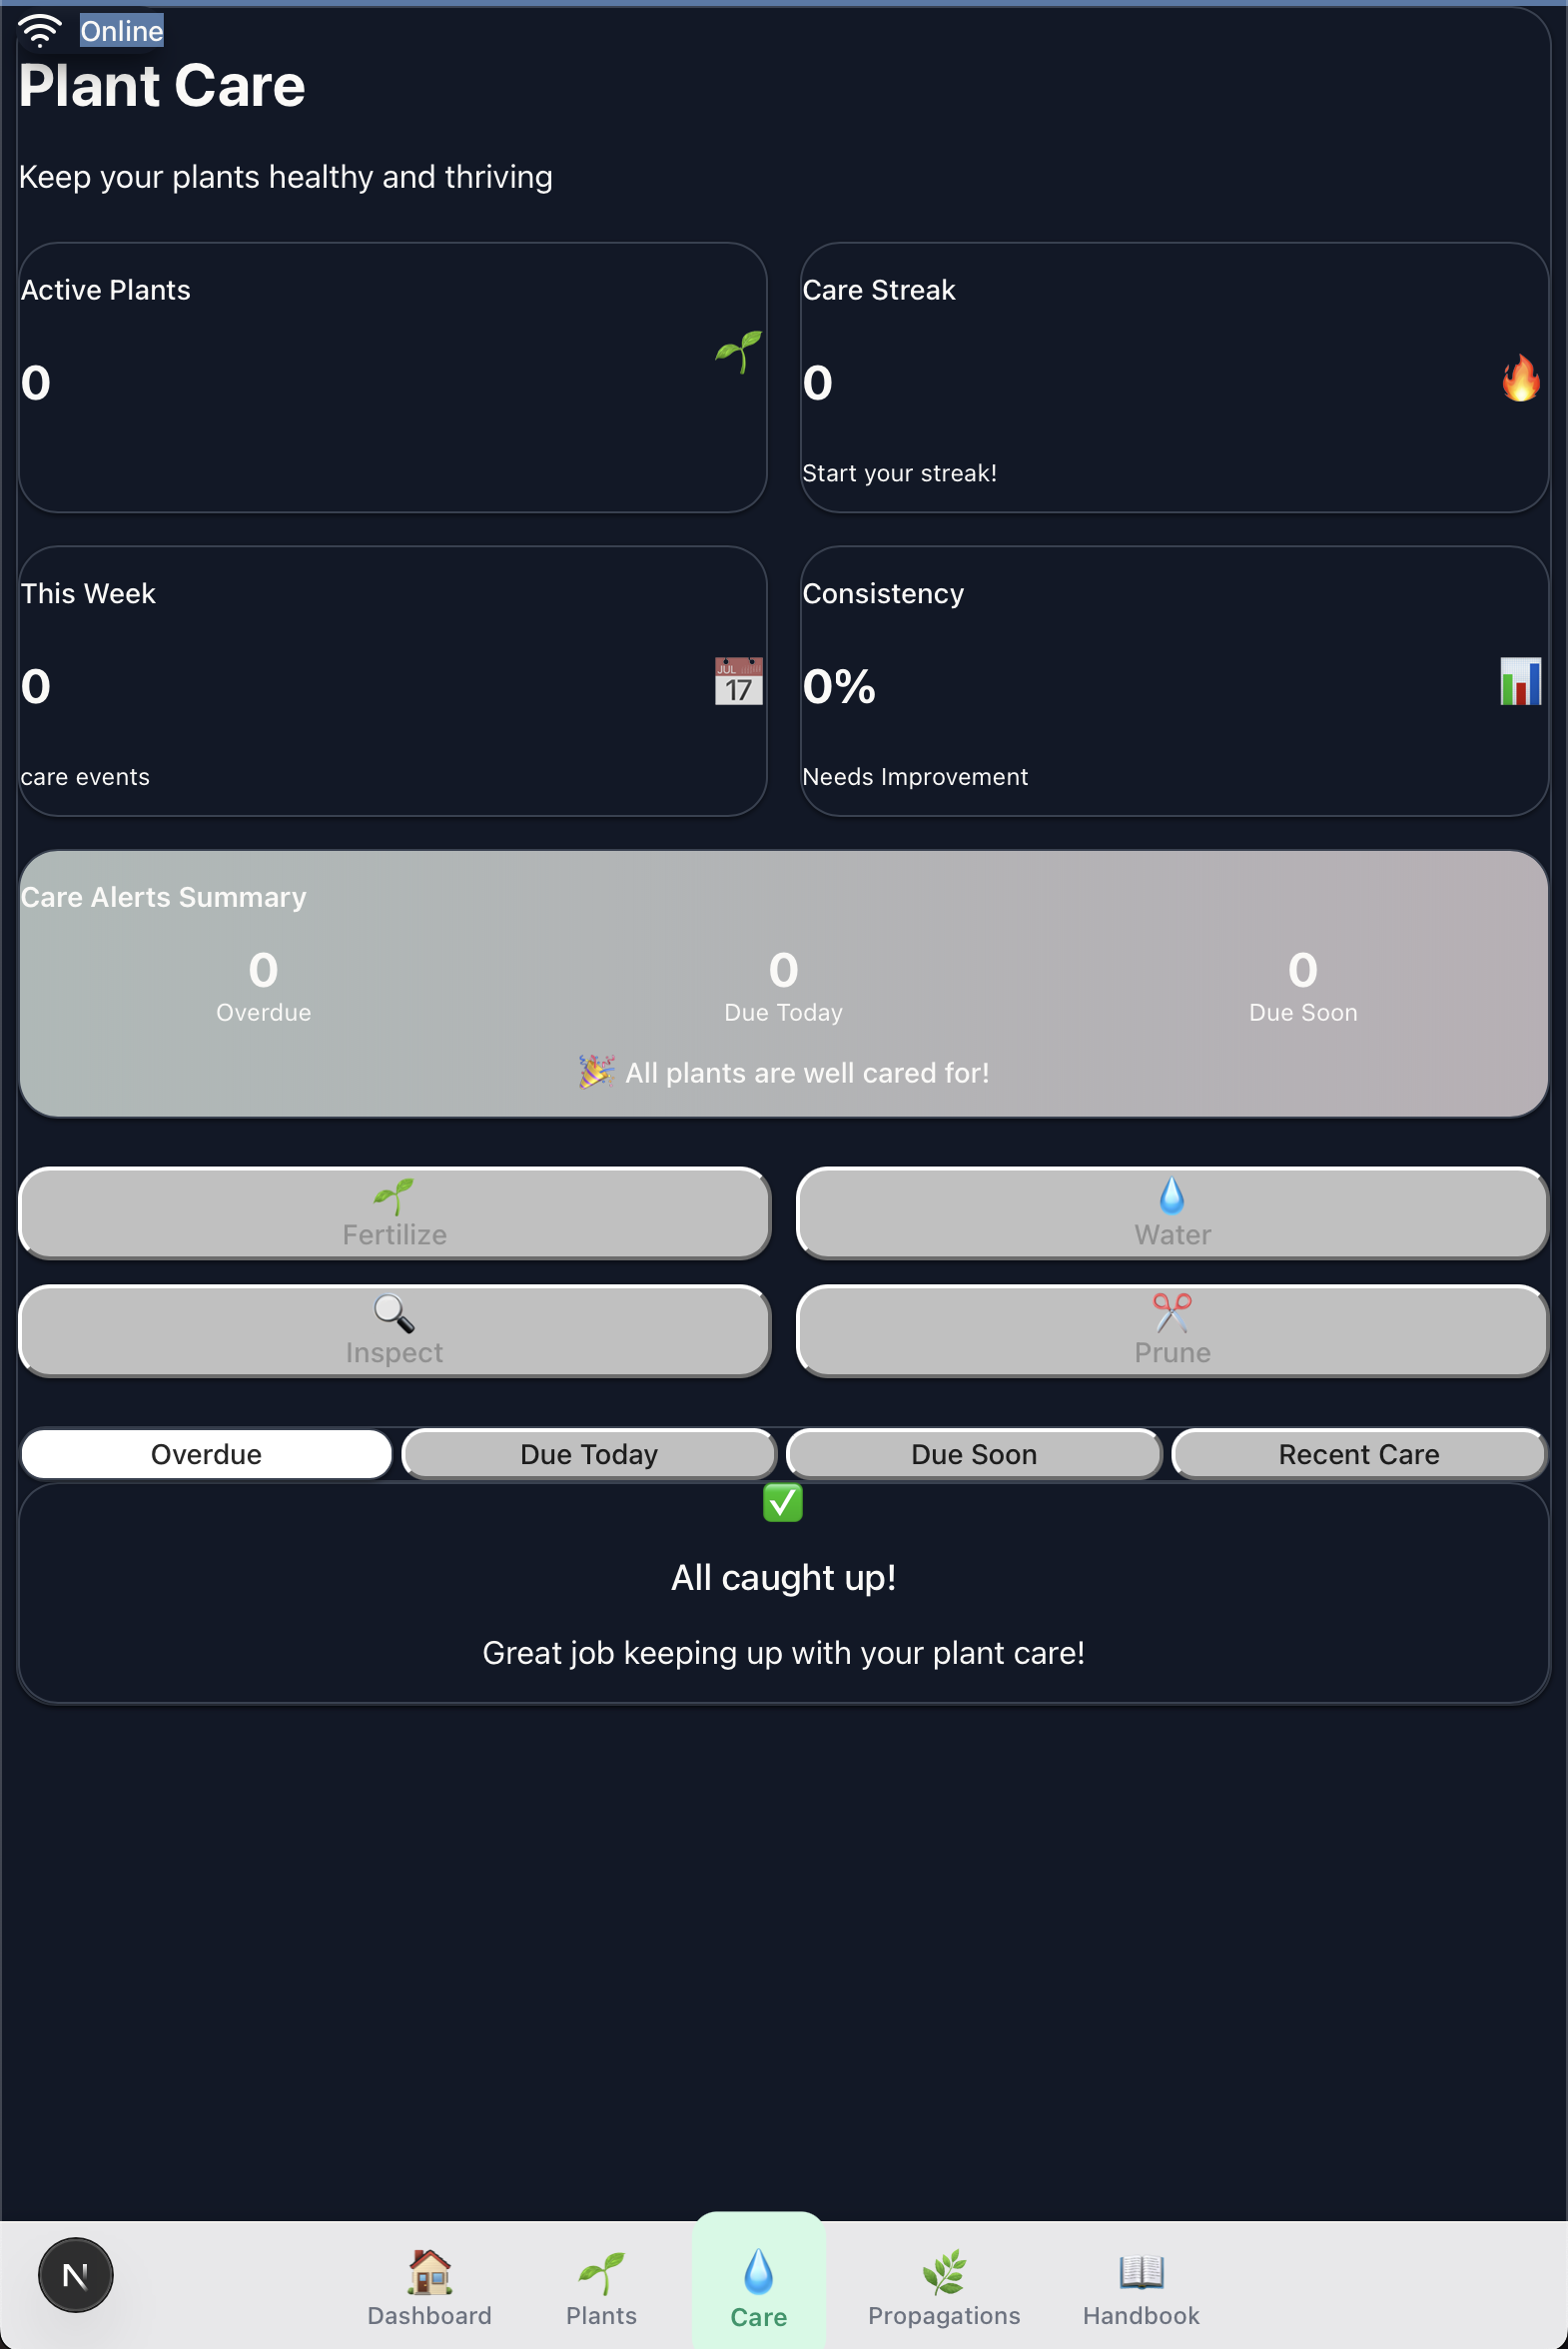 Online
Plant Care
Keep your plants healthy and thriving
Active Plants
0
Care Streak
0
Start your streak!
This Week
0
JUL
17
care events
Consistency
0%
Needs Improvement
Care Alerts Summary
0
Overdue
0
Due Today
0
Due Soon
🎉 All plants are well cared for!
Fertilize
Water
Inspect
Prune
Overdue
Due Today
Due Soon
Recent Care
All caught up!
Great job keeping up with your plant care!
N
Dashboard
Plants
Care
Propagations
Handbook